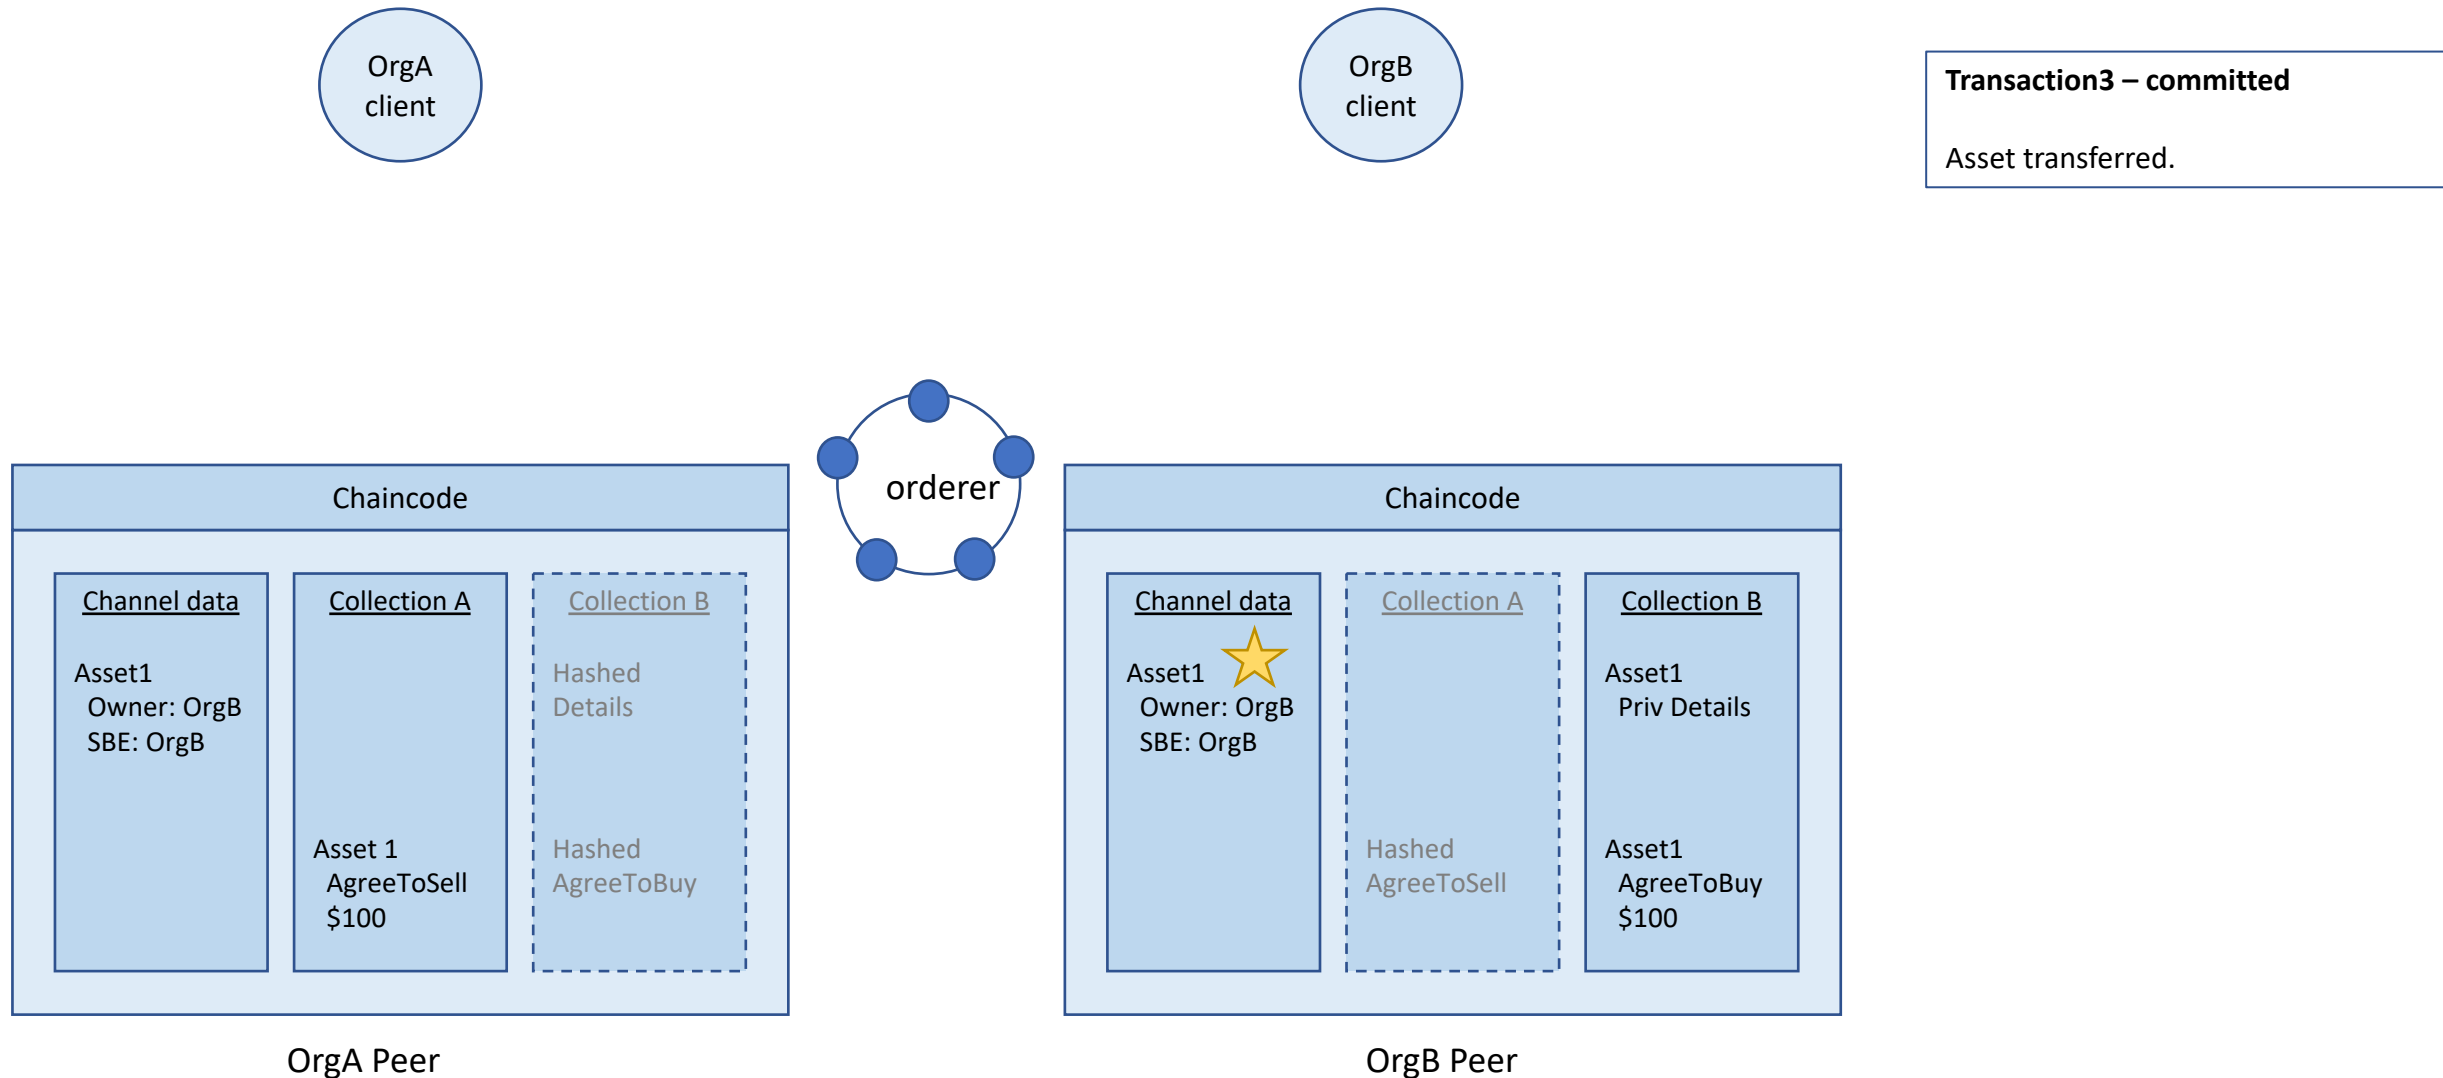 OrgA
client
OrgB
client
Transaction3 – committed
Asset transferred.
orderer
Chaincode
Channel data
Asset1
Owner: OrgB
SBE: OrgB
Collection A
Asset 1
AgreeToSell
$100
Collection B
Hashed
Details
Hashed
AgreeToBuy
OrgA Peer
Chaincode
Channel data
Asset1
Owner: OrgB
SBE: OrgB
Collection A
Hashed
AgreeToSell
Collection B
Asset1
Priv Details
Asset1
AgreeToBuy
$100
OrgB Peer